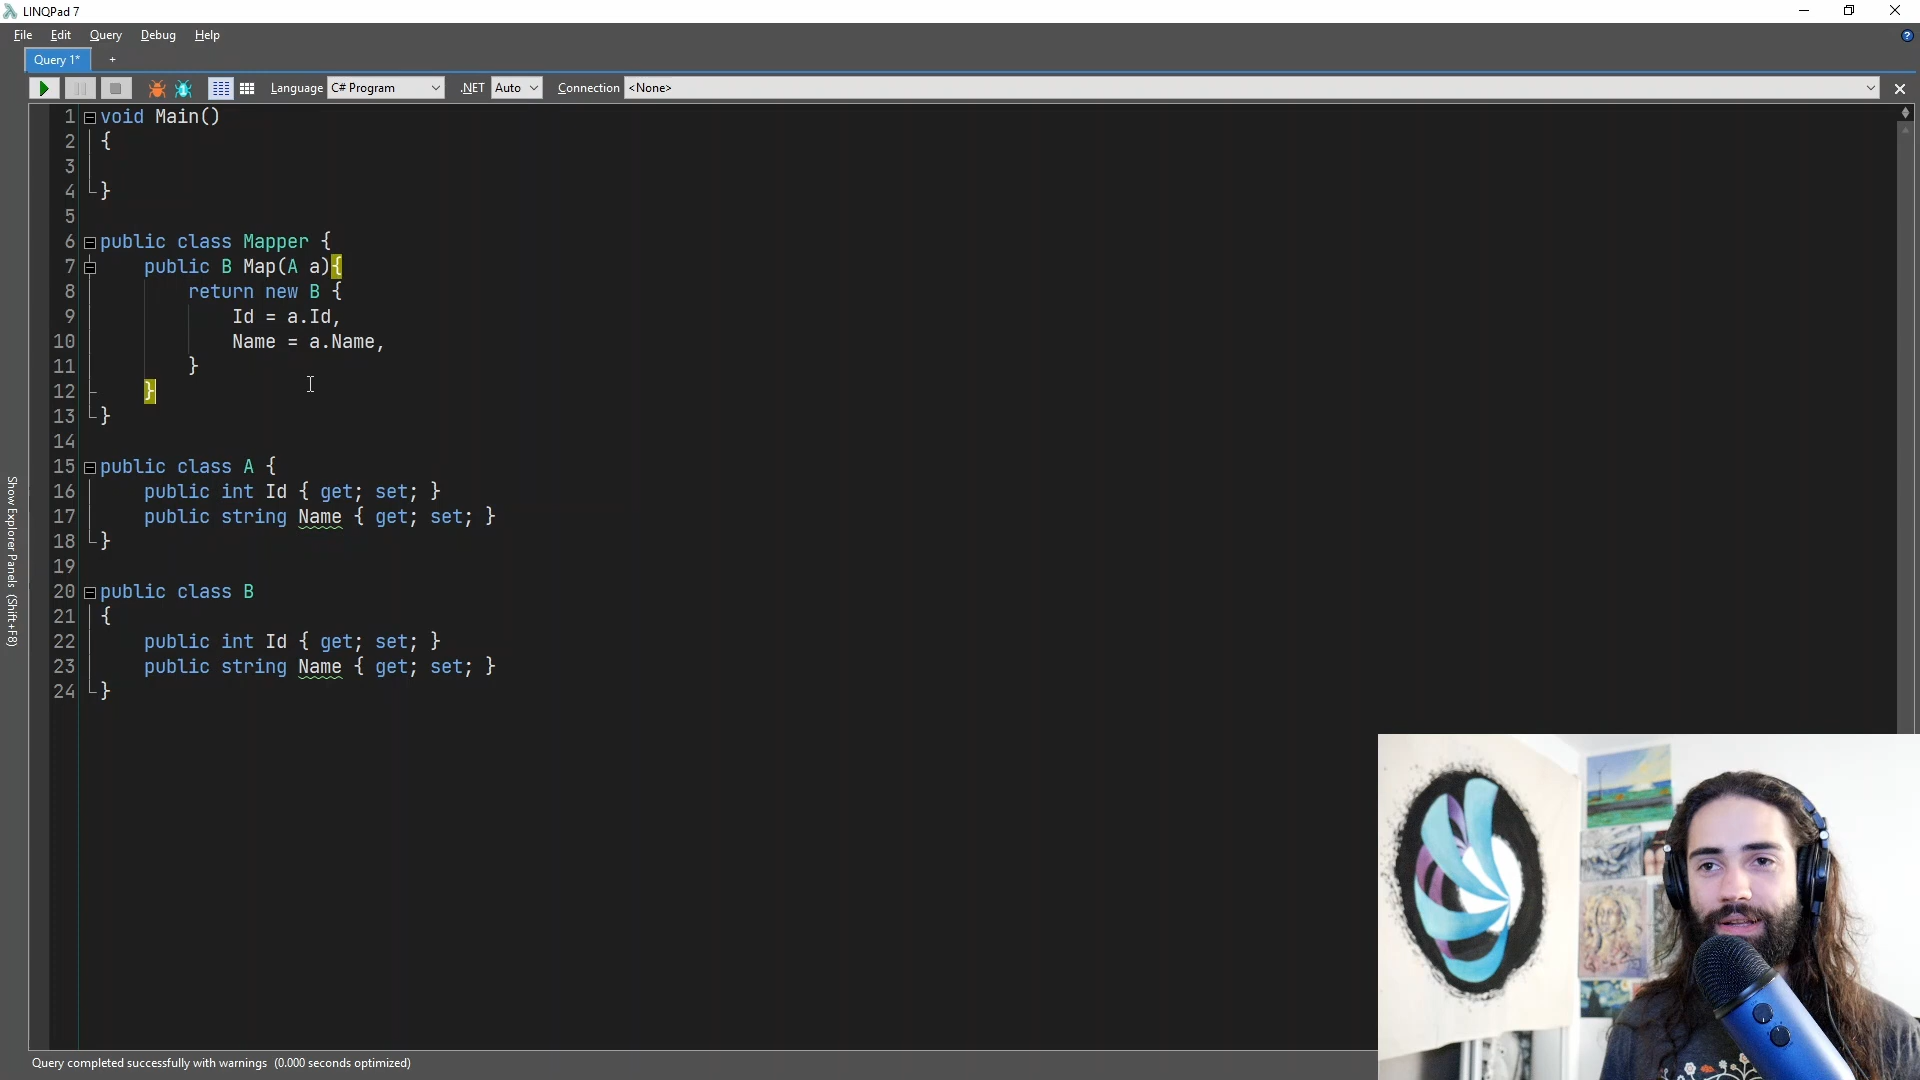 LINQPad 7
File Edit Query Debug Help
Query 1* +
Language C# Program .NET Auto Connection <None>
1 void Main()
2 {
3
4 }
5
6 public class Mapper {
7 public B Map(A a){
8 return new B {
9 Id = a.Id,
10 Name = a.Name,
11 }
12 }
13 }
14
15 public class A {
16 public int Id { get; set; }
17 public string Name { get; set; }
18 }
19
20 public class B
21 {
22 public int Id { get; set; }
23 public string Name { get; set; }
24 }
Show Explorer Panels (Shift+F8)
Query completed successfully with warnings (0.000 seconds optimized)